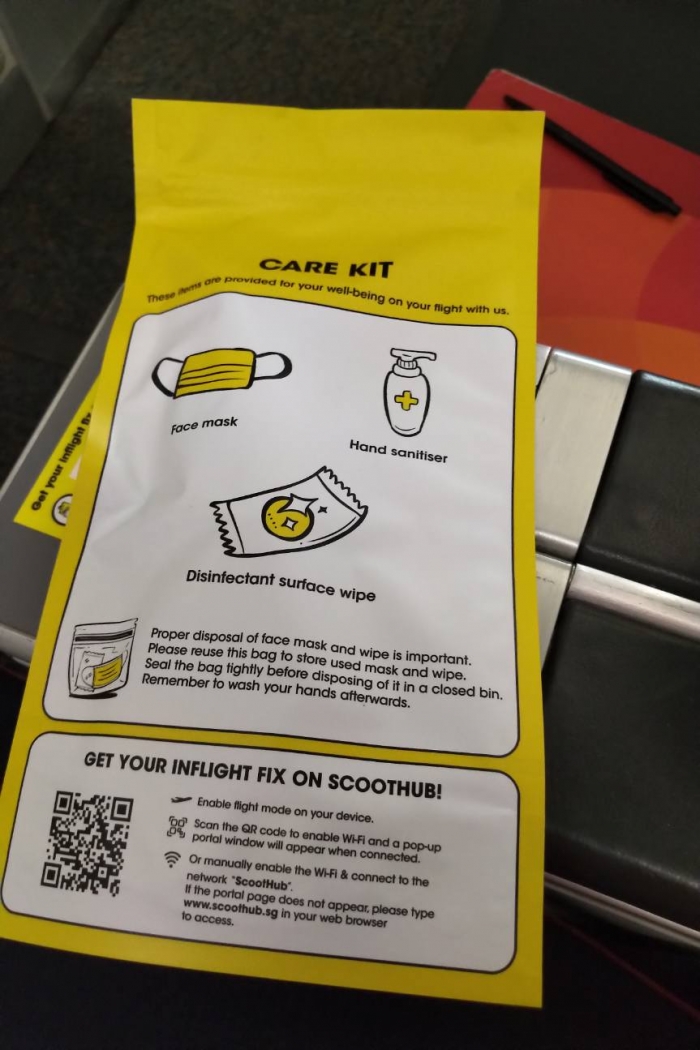 CARE KIT
These items are provided for your well-being on your flight with us.
Face mask
Hand sanitiser
Disinfectant surface wipe
Proper disposal of face mask and wipe is important.
Please reuse this bag to store used mask and wipe.
Seal the bag tightly before disposing of it in a closed bin.
Remember to wash your hands afterwards.
GET YOUR INFLIGHT FIX ON SCOOTHUB!
Enable flight mode on your device.
Scan the QR code to enable Wi-Fi and a pop-up
portal window will appear when connected.
Or manually enable the Wi-Fi & connect to the
network "ScootHub".
If the portal page does not appear, please type
www.scoothub.sg in your web browser
to access.
Get your inflight